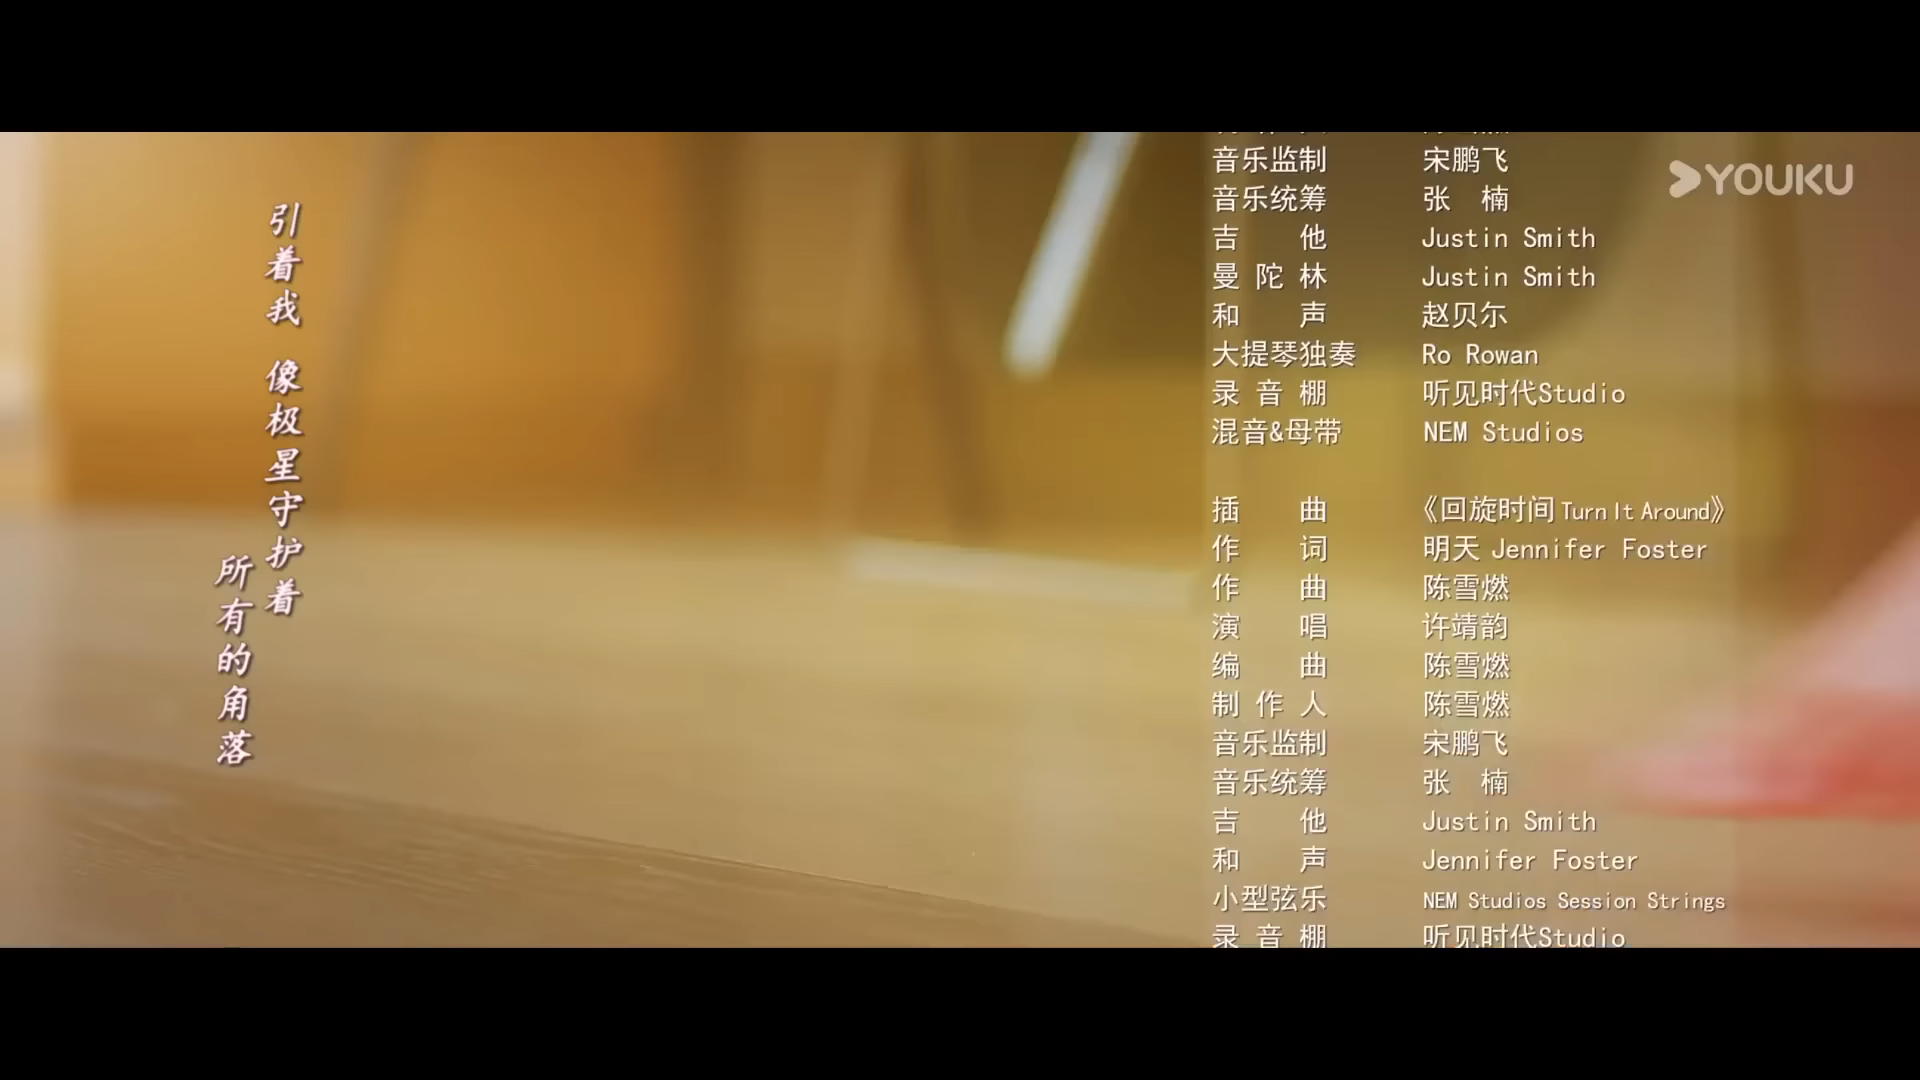 引着我 像极星守护着
所有的角落
音乐监制 宋鹏飞
音乐统筹 张 楠
吉 他 Justin Smith
曼陀林 Justin Smith
和 声 赵贝尔
大提琴独奏 Ro Rowan
录音棚 听见时代Studio
混音&母带 NEM Studios
插 曲 《回旋时间 Turn It Around》
作 词 明天 Jennifer Foster
作 曲 陈雪燃
演 唱 许靖韵
编 曲 陈雪燃
制作人 陈雪燃
音乐监制 宋鹏飞
音乐统筹 张 楠
吉 他 Justin Smith
和 声 Jennifer Foster
小型弦乐 NEM Studios Session Strings
录音棚 听见时代Studio
YOUKU